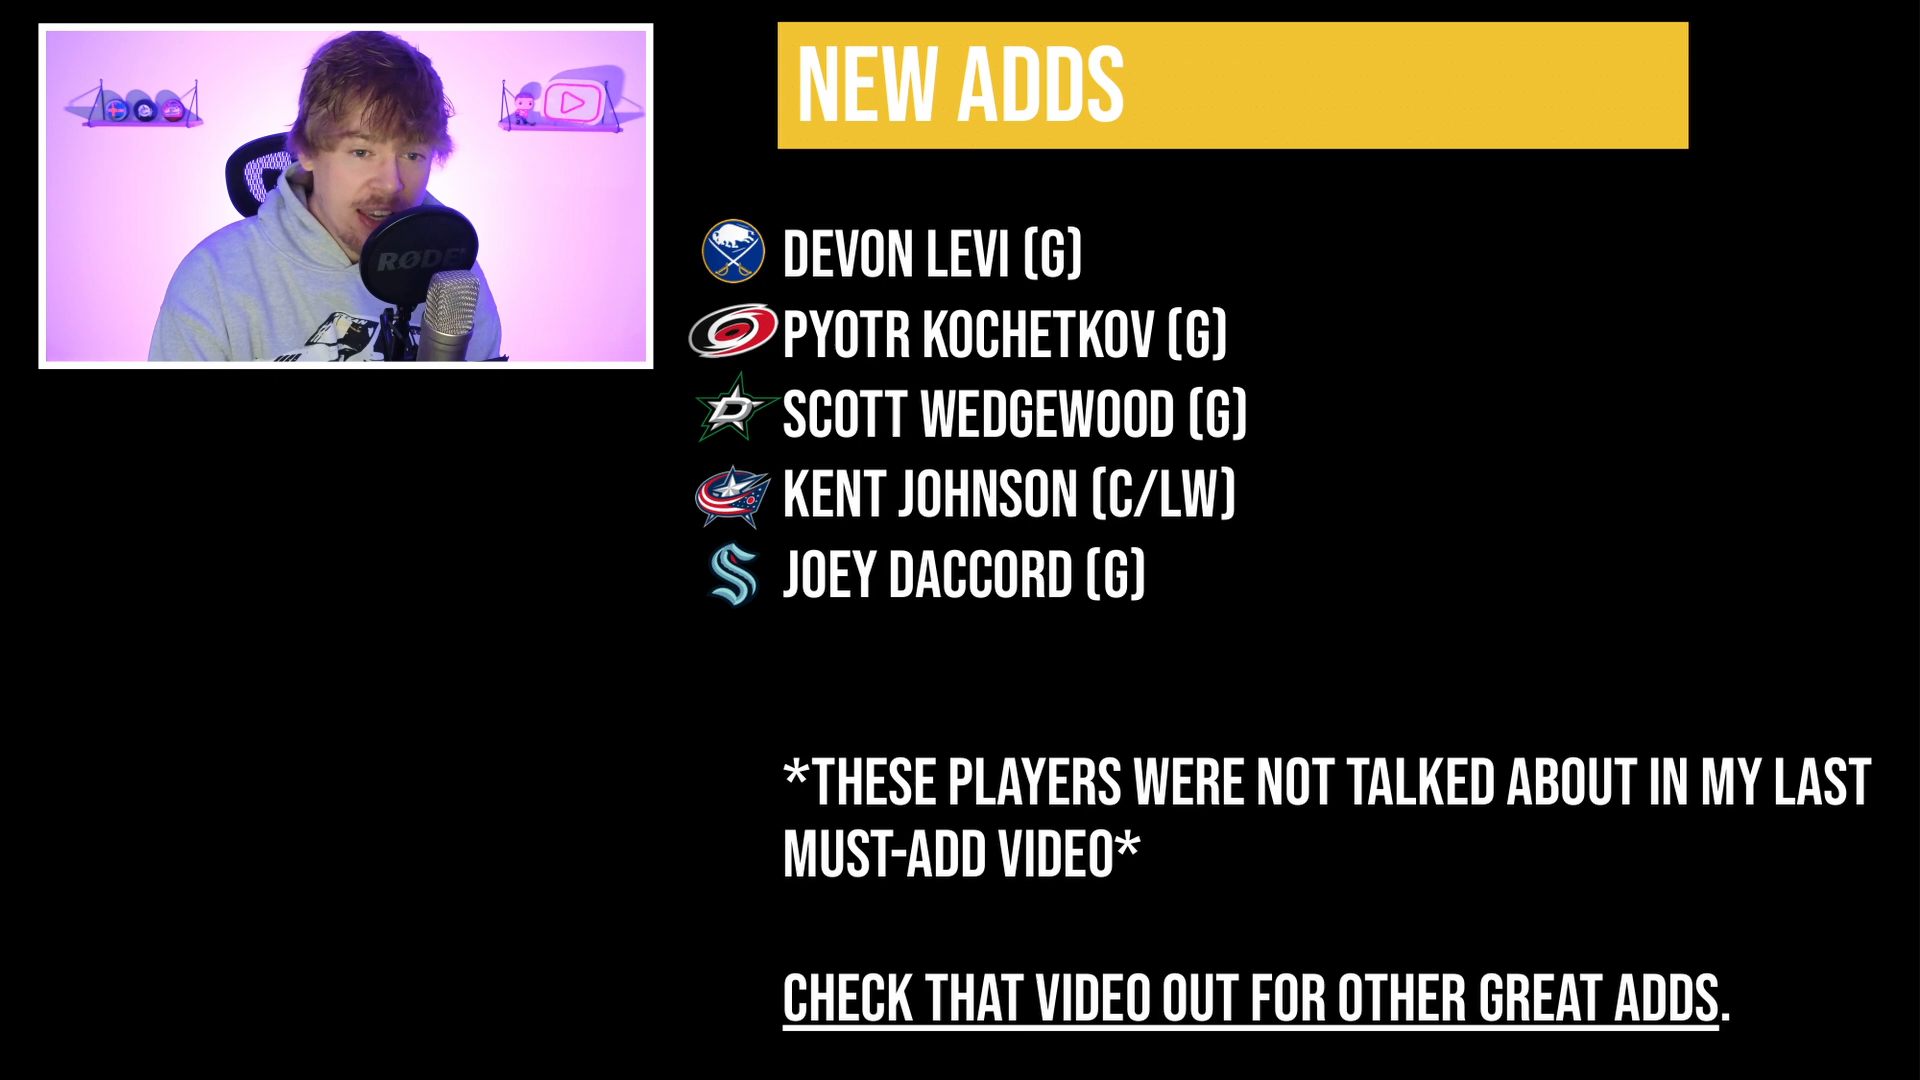 NEW ADDS
RØDE
DEVON LEVI (G)
PYOTR KOCHETKOV (G)
SCOTT WEDGEWOOD (G)
KENT JOHNSON (C/LW)
JOEY DACCORD (G)
*THESE PLAYERS WERE NOT TALKED ABOUT IN MY LAST
MUST-ADD VIDEO*
CHECK THAT VIDEO OUT FOR OTHER GREAT ADDS.